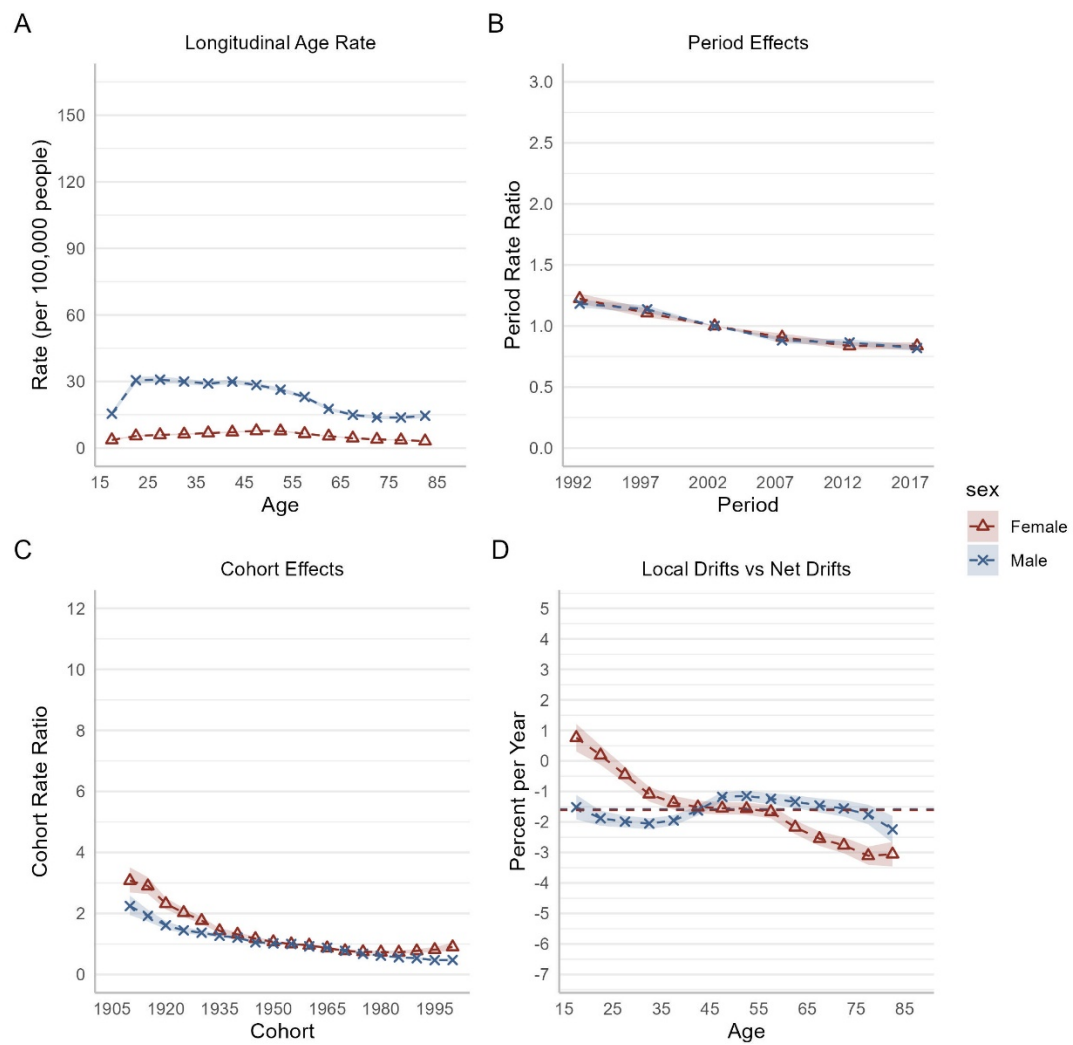 A
Longitudinal Age Rate
Rate (per 100,000 people)
150
120
90
60
30
0
15 25 35 45 55 65 75 85
Age
B
Period Effects
Period Rate Ratio
3.0
2.5
2.0
1.5
1.0
0.5
0.0
1992 1997 2002 2007 2012 2017
Period
C
Cohort Effects
Cohort Rate Ratio
12
10
8
6
4
2
0
1905 1920 1935 1950 1965 1980 1995
Cohort
D
Local Drifts vs Net Drifts
Percent per Year
5
4
3
2
1
0
-1
-2
-3
-4
-5
-6
-7
15 25 35 45 55 65 75 85
Age
sex
Female
Male